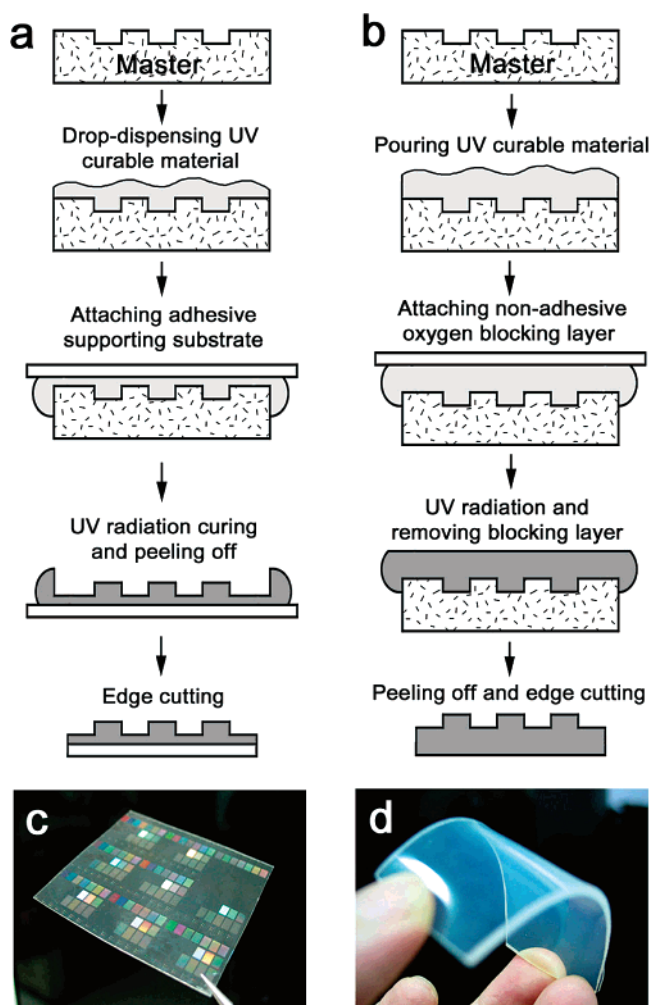 a
Master
Drop-dispensing UV
curable material
Attaching adhesive
supporting substrate
UV radiation curing
and peeling off
Edge cutting
b
Master
Pouring UV curable material
Attaching non-adhesive
oxygen blocking layer
UV radiation and
removing blocking layer
Peeling off and edge cutting
c
d